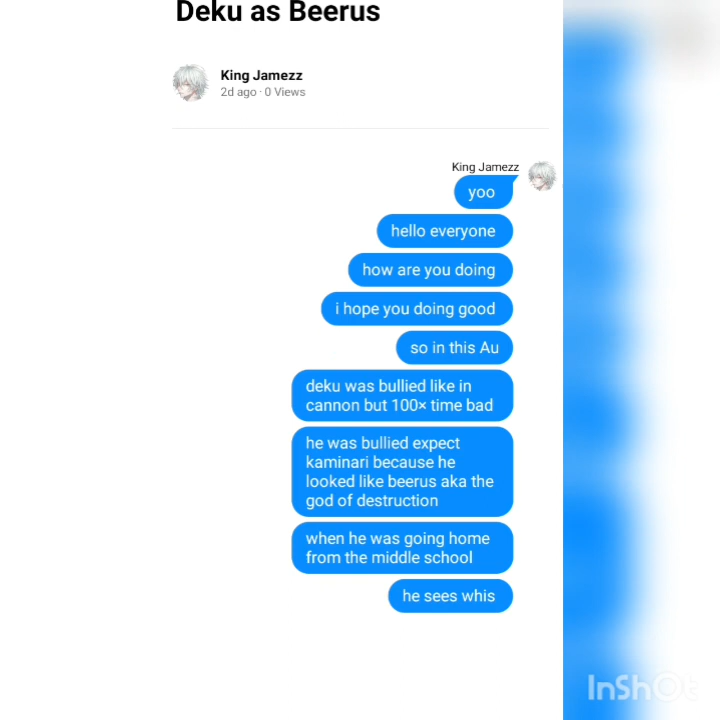 Deku as Beerus
King Jamezz
2d ago · 0 Views
King Jamezz
yoo
hello everyone
how are you doing
i hope you doing good
so in this Au
deku was bullied like in
cannon but 100× time bad
he was bullied expect
kaminari because he
looked like beerus aka the
god of destruction
when he was going home
from the middle school
he sees whis
InShOt